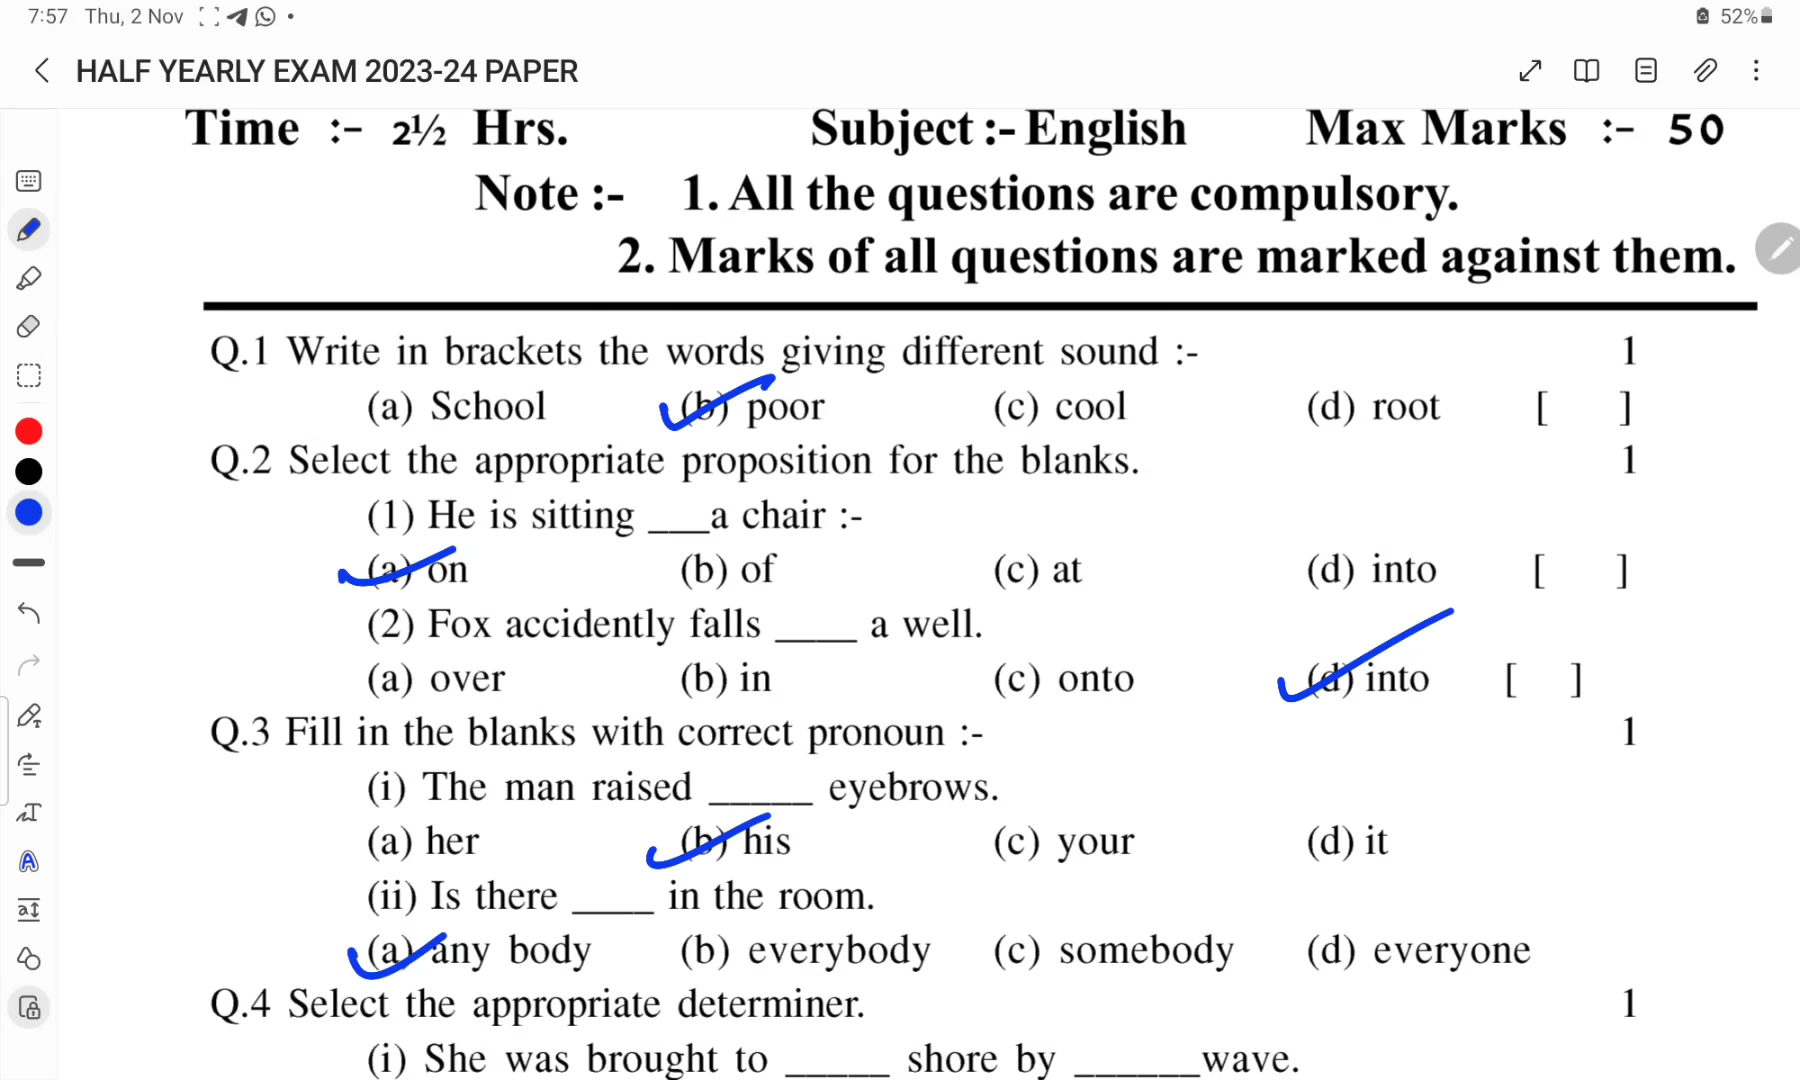 7:57 Thu, 2 Nov 52%
HALF YEARLY EXAM 2023-24 PAPER
Time :- 2½ Hrs. Subject :- English Max Marks :- 50
Note :- 1. All the questions are compulsory.
2. Marks of all questions are marked against them.
Q.1 Write in brackets the words giving different sound :- 1
(a) School (b) poor (c) cool (d) root [ ]
Q.2 Select the appropriate proposition for the blanks. 1
(1) He is sitting ___a chair :-
(a) on (b) of (c) at (d) into [ ]
(2) Fox accidently falls ____ a well.
(a) over (b) in (c) onto (d) into [ ]
Q.3 Fill in the blanks with correct pronoun :- 1
(i) The man raised _____ eyebrows.
(a) her (b) his (c) your (d) it
(ii) Is there ____ in the room.
(a) any body (b) everybody (c) somebody (d) everyone
Q.4 Select the appropriate determiner. 1
(i) She was brought to _____ shore by ______wave.